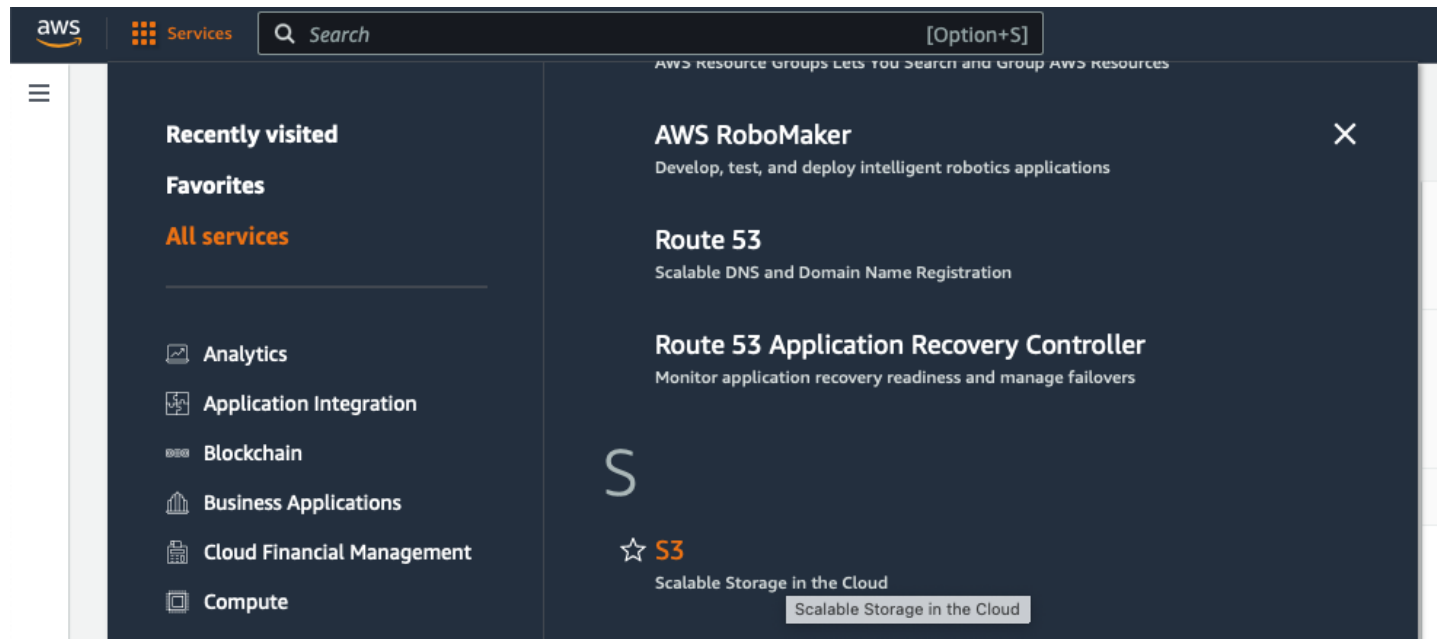 aws Services Search [Option+S]
Recently visited
Favorites
All services
Analytics
Application Integration
Blockchain
Business Applications
Cloud Financial Management
Compute
AWS Resource Groups Lets You Search and Group AWS Resources
AWS RoboMaker
Develop, test, and deploy intelligent robotics applications
Route 53
Scalable DNS and Domain Name Registration
Route 53 Application Recovery Controller
Monitor application recovery readiness and manage failovers
S
S3
Scalable Storage in the Cloud
Scalable Storage in the Cloud